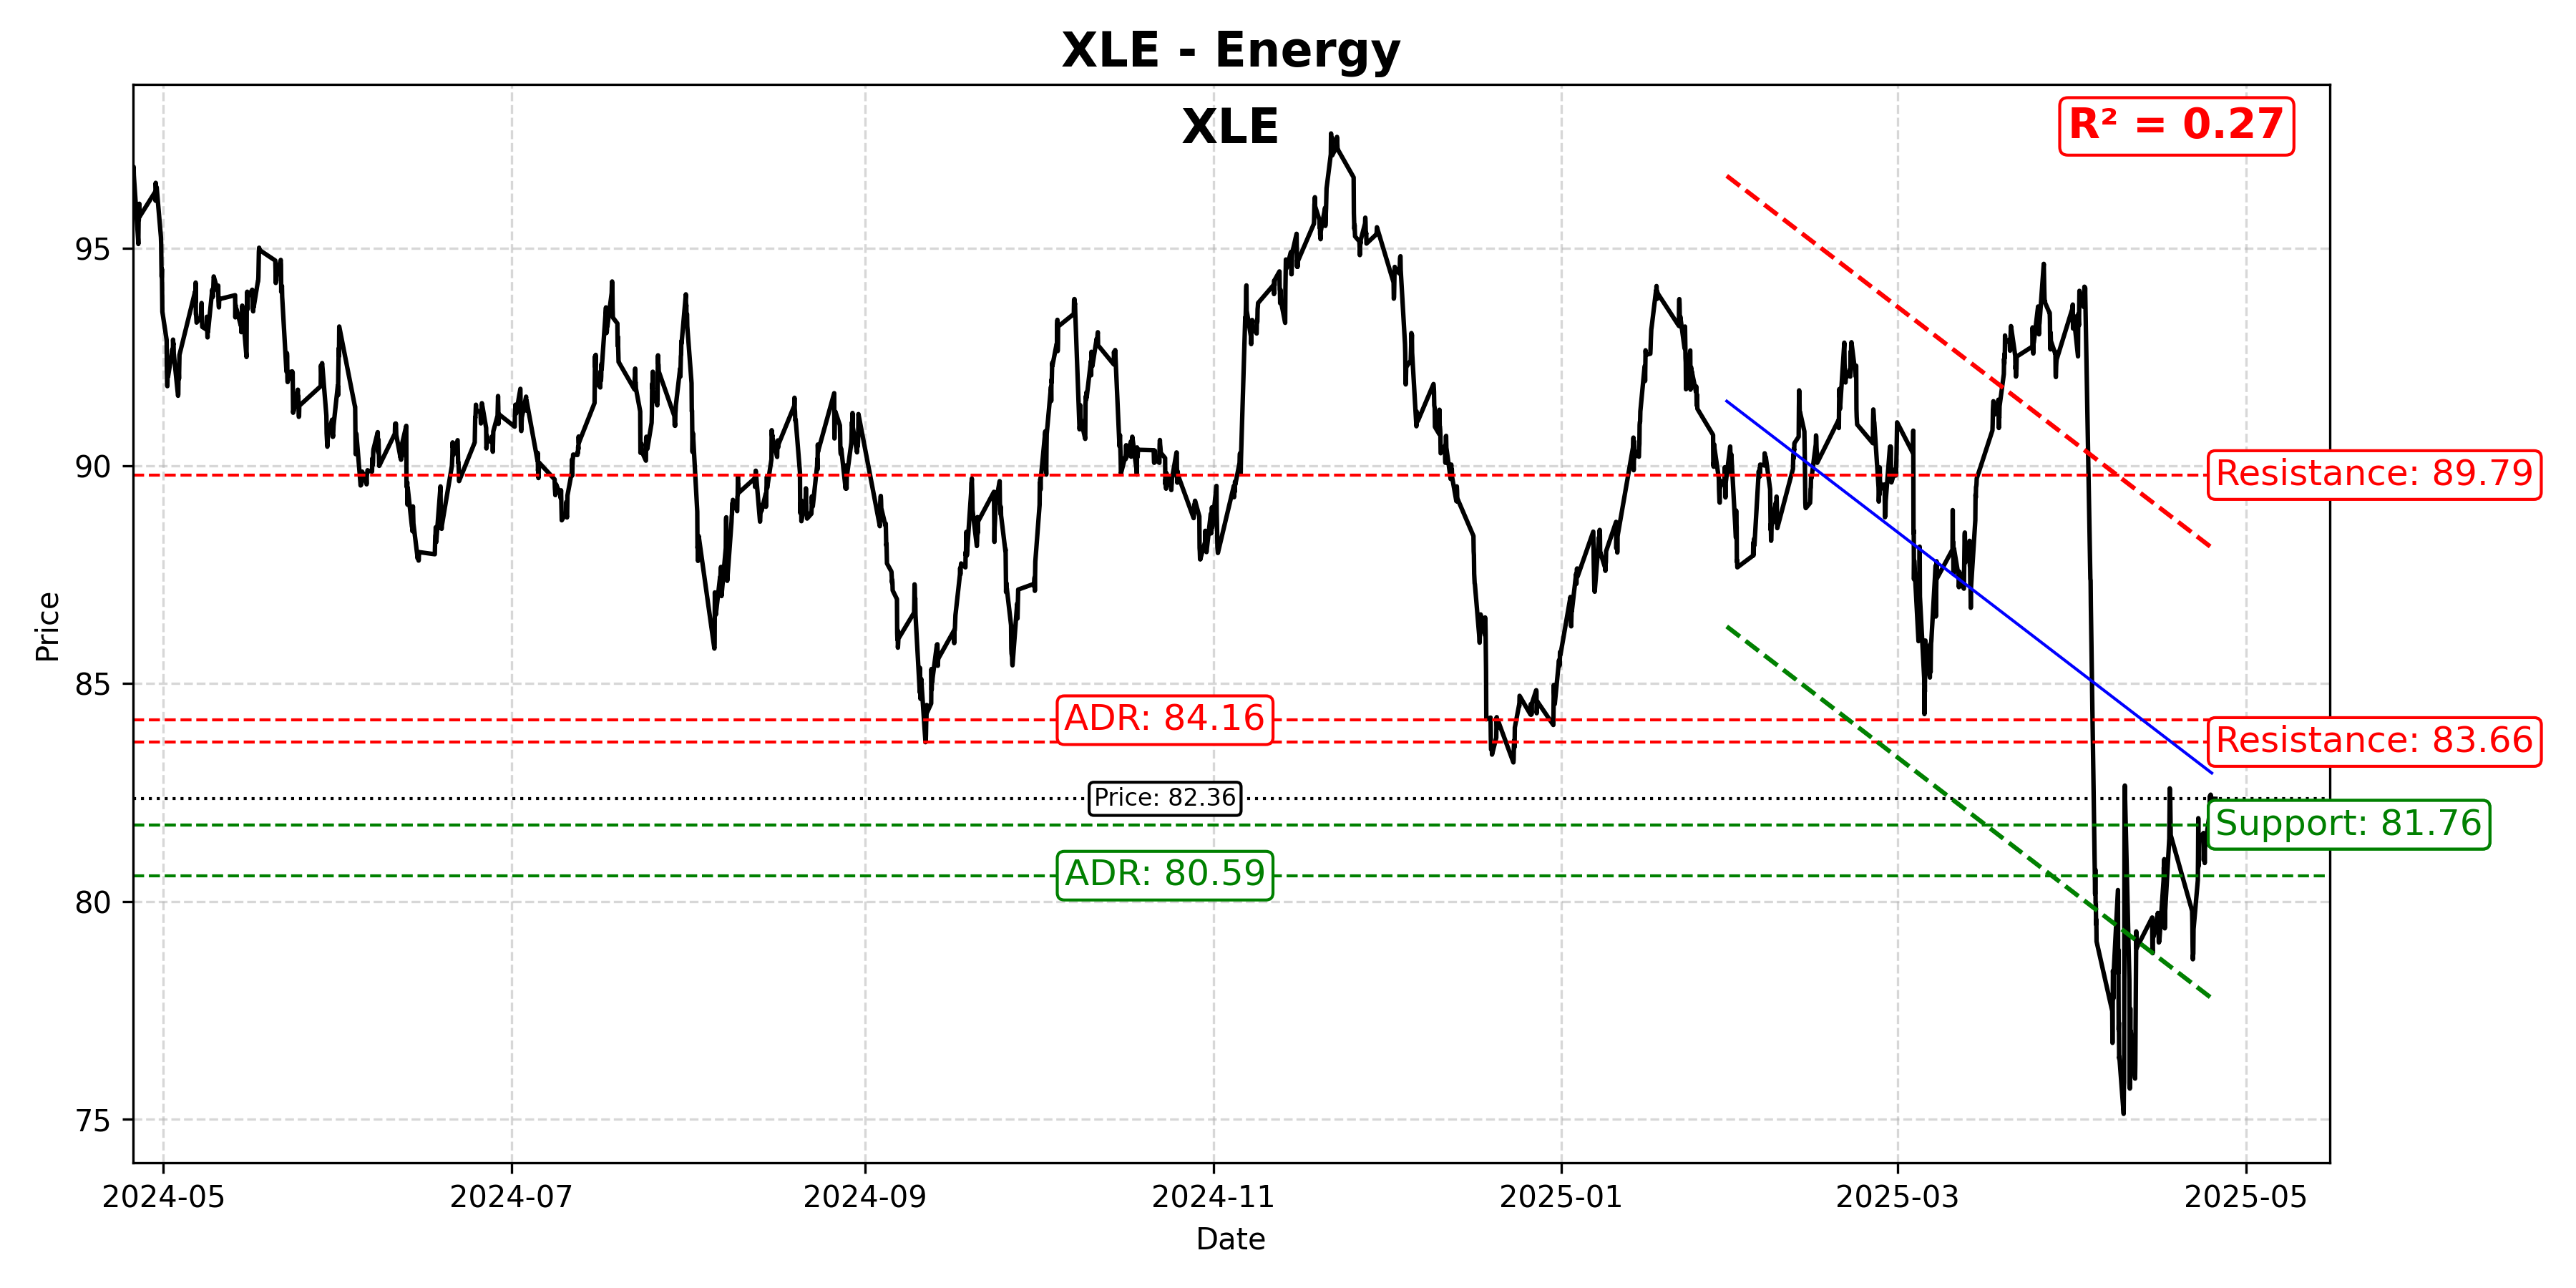 XLE - Energy
XLE
R² = 0.27
Price
95
90
85
80
75
Resistance: 89.79
ADR: 84.16
Resistance: 83.66
Price: 82.36
Support: 81.76
ADR: 80.59
2024-05 2024-07 2024-09 2024-11 2025-01 2025-03 2025-05
Date